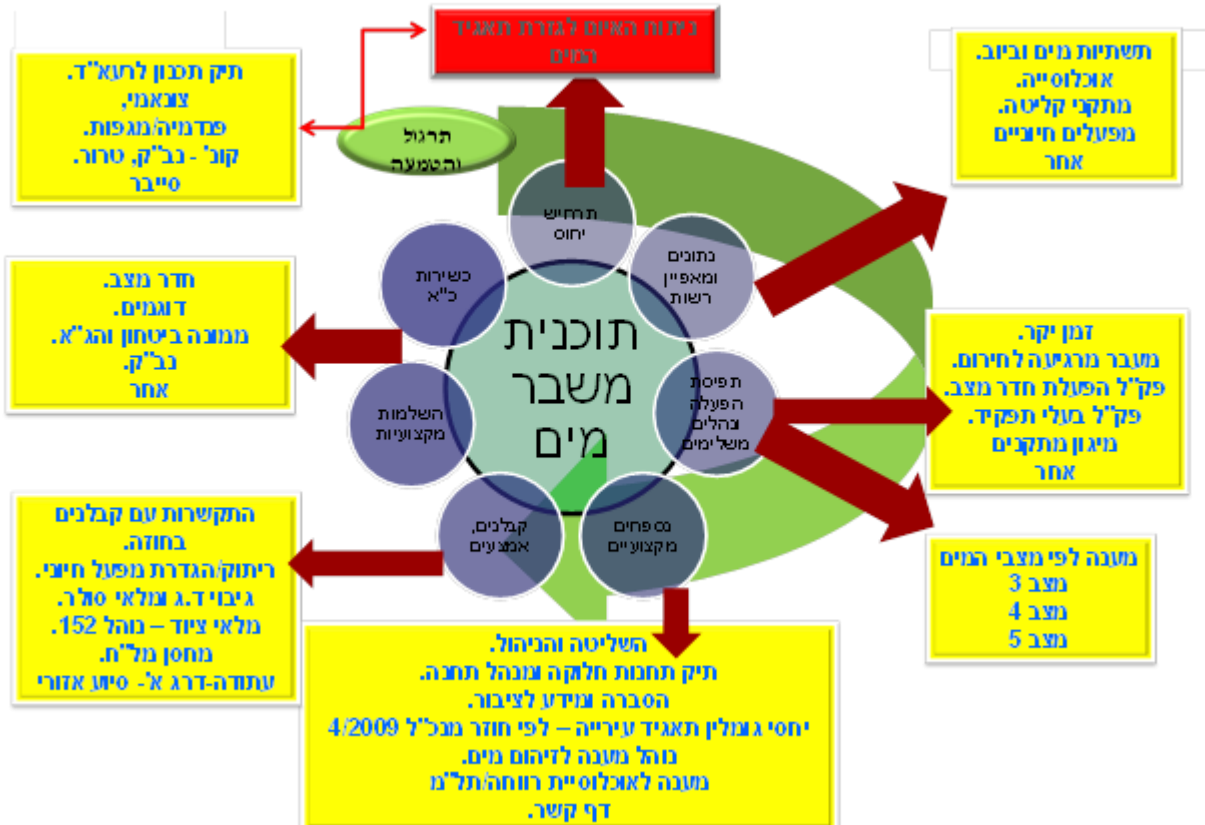 ניתוח האיום לגזרת תאגיד
המים
תיק תכנון לרעא"ד.
צונאמי,
פנדמיה/מגפות.
קונ' - נב"ק, טרור.
סייבר
תשתיות מים וביוב.
אוכלוסייה.
מתקני קליטה.
מפעלים חיוניים
אחר
תרגול
והטמעה
תרחיש
יחוס
נתונים
ומאפיין
רשות
תפיסת
הפעלה
ונהלים
משלימים
נספחים
מקצועיים
קבלנים,
אמצעים
השלמות
מקצועיות
כשירות
כ"א
תוכנית
משבר
מים
חדר מצב.
דוגמים.
ממונה ביטחון והג"א.
נב"ק.
אחר
זמן יקר.
מעבר מרגיעה לחירום.
פק"ל הפעלת חדר מצב.
פק"ל בעלי תפקיד.
מיגון מתקנים
אחר
התקשרות עם קבלנים
בחוזה.
ריתוק/הגדרת מפעל חיוני.
גיבוי ד.ג ומלאי סולר.
מלאי ציוד – נוהל 152.
מחסן מל"ח.
עתודה-דרג א'- סיוע אזורי
מענה לפי מצבי המים
מצב 3
מצב 4
מצב 5
השליטה והניהול.
תיק תחנות חלוקה ומנהל תחנה.
הסברה ומידע לציבור.
יחסי גומלין תאגיד עירייה – לפי חוזר מנכ"ל 4/2009
נוהל מענה לזיהום מים.
מענה לאוכלוסיית רווחה/תל"מ
דף קשר.